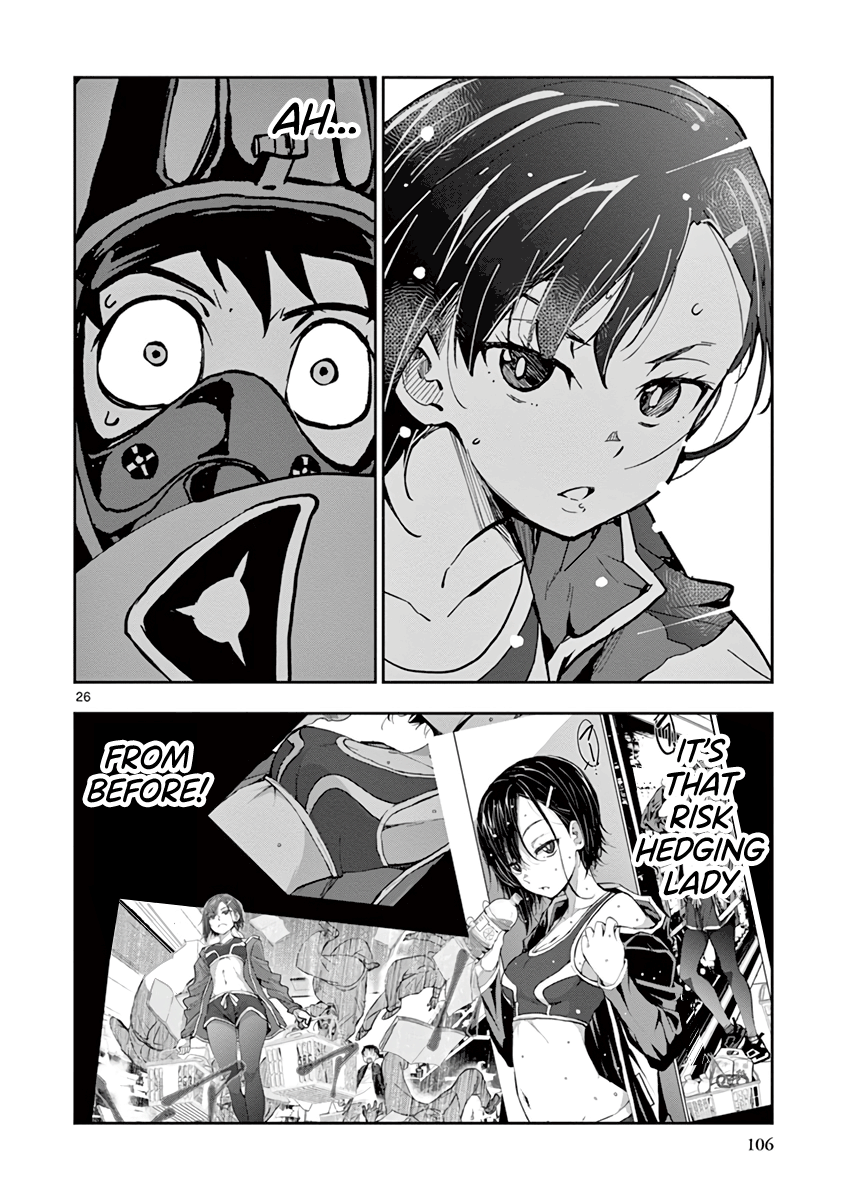 AH...
26
IT'S
THAT
RISK
HEDGING
LADY
FROM
BEFORE!
106